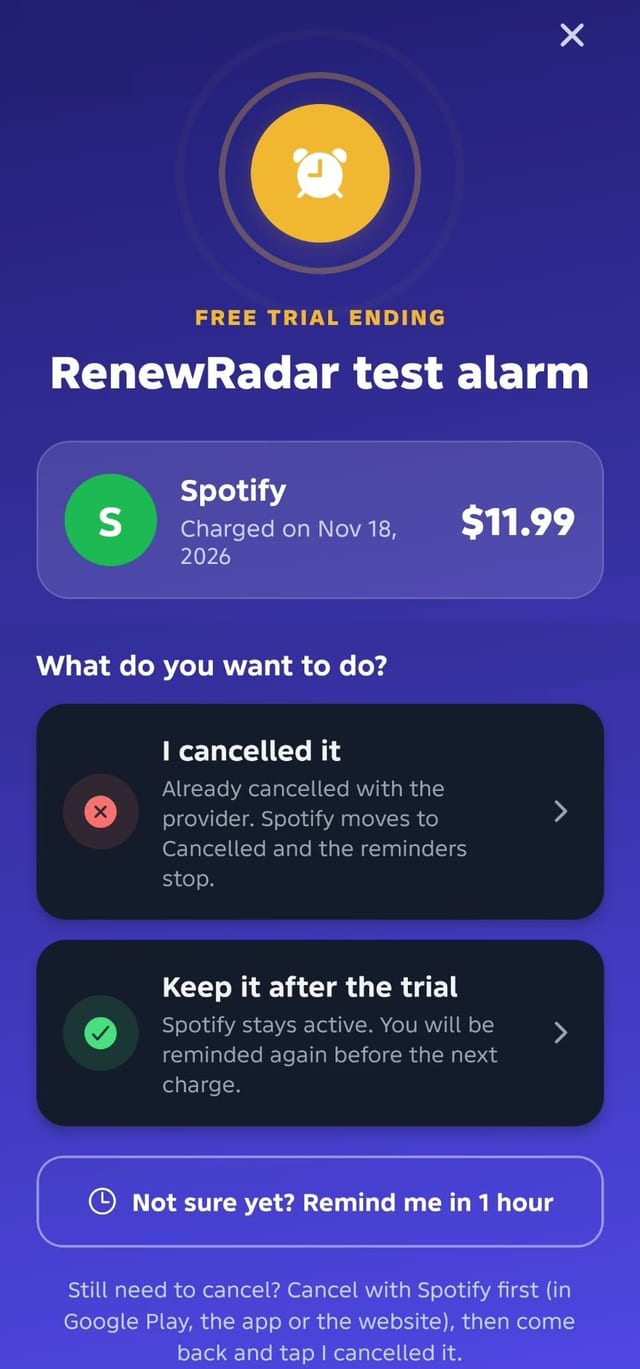 FREE TRIAL ENDING
RenewRadar test alarm
S
Spotify
Charged on Nov 18,
2026
$11.99
What do you want to do?
I cancelled it
Already cancelled with the
provider. Spotify moves to
Cancelled and the reminders
stop.
Keep it after the trial
Spotify stays active. You will be
reminded again before the next
charge.
Not sure yet? Remind me in 1 hour
Still need to cancel? Cancel with Spotify first (in
Google Play, the app or the website), then come
back and tap I cancelled it.